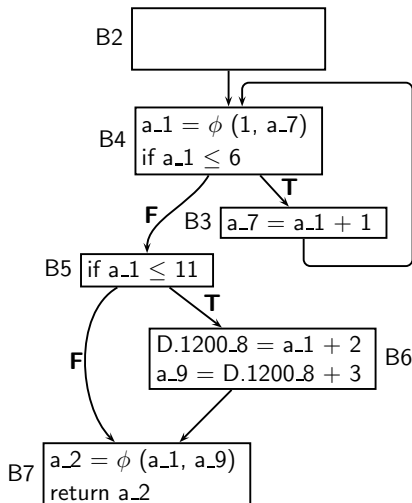 B2
B4
a_1 = ϕ (1, a_7)
if a_1 ≤ 6
T
F
B3
a_7 = a_1 + 1
B5
if a_1 ≤ 11
T
F
D.1200_8 = a_1 + 2
a_9 = D.1200_8 + 3
B6
B7
a_2 = ϕ (a_1, a_9)
return a_2